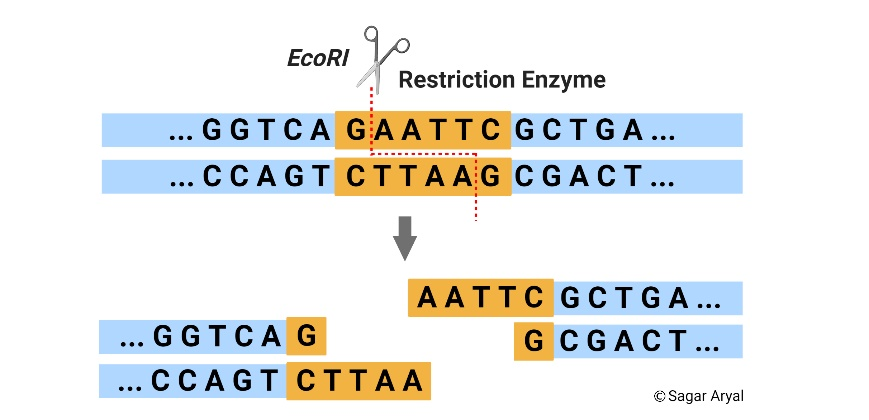 EcoRI
Restriction Enzyme
... G G T C A G A A T T C G C T G A ...
... C C A G T C T T A A G C G A C T ...
A A T T C G C T G A ...
... G G T C A G
G C G A C T ...
... C C A G T C T T A A
© Sagar Aryal